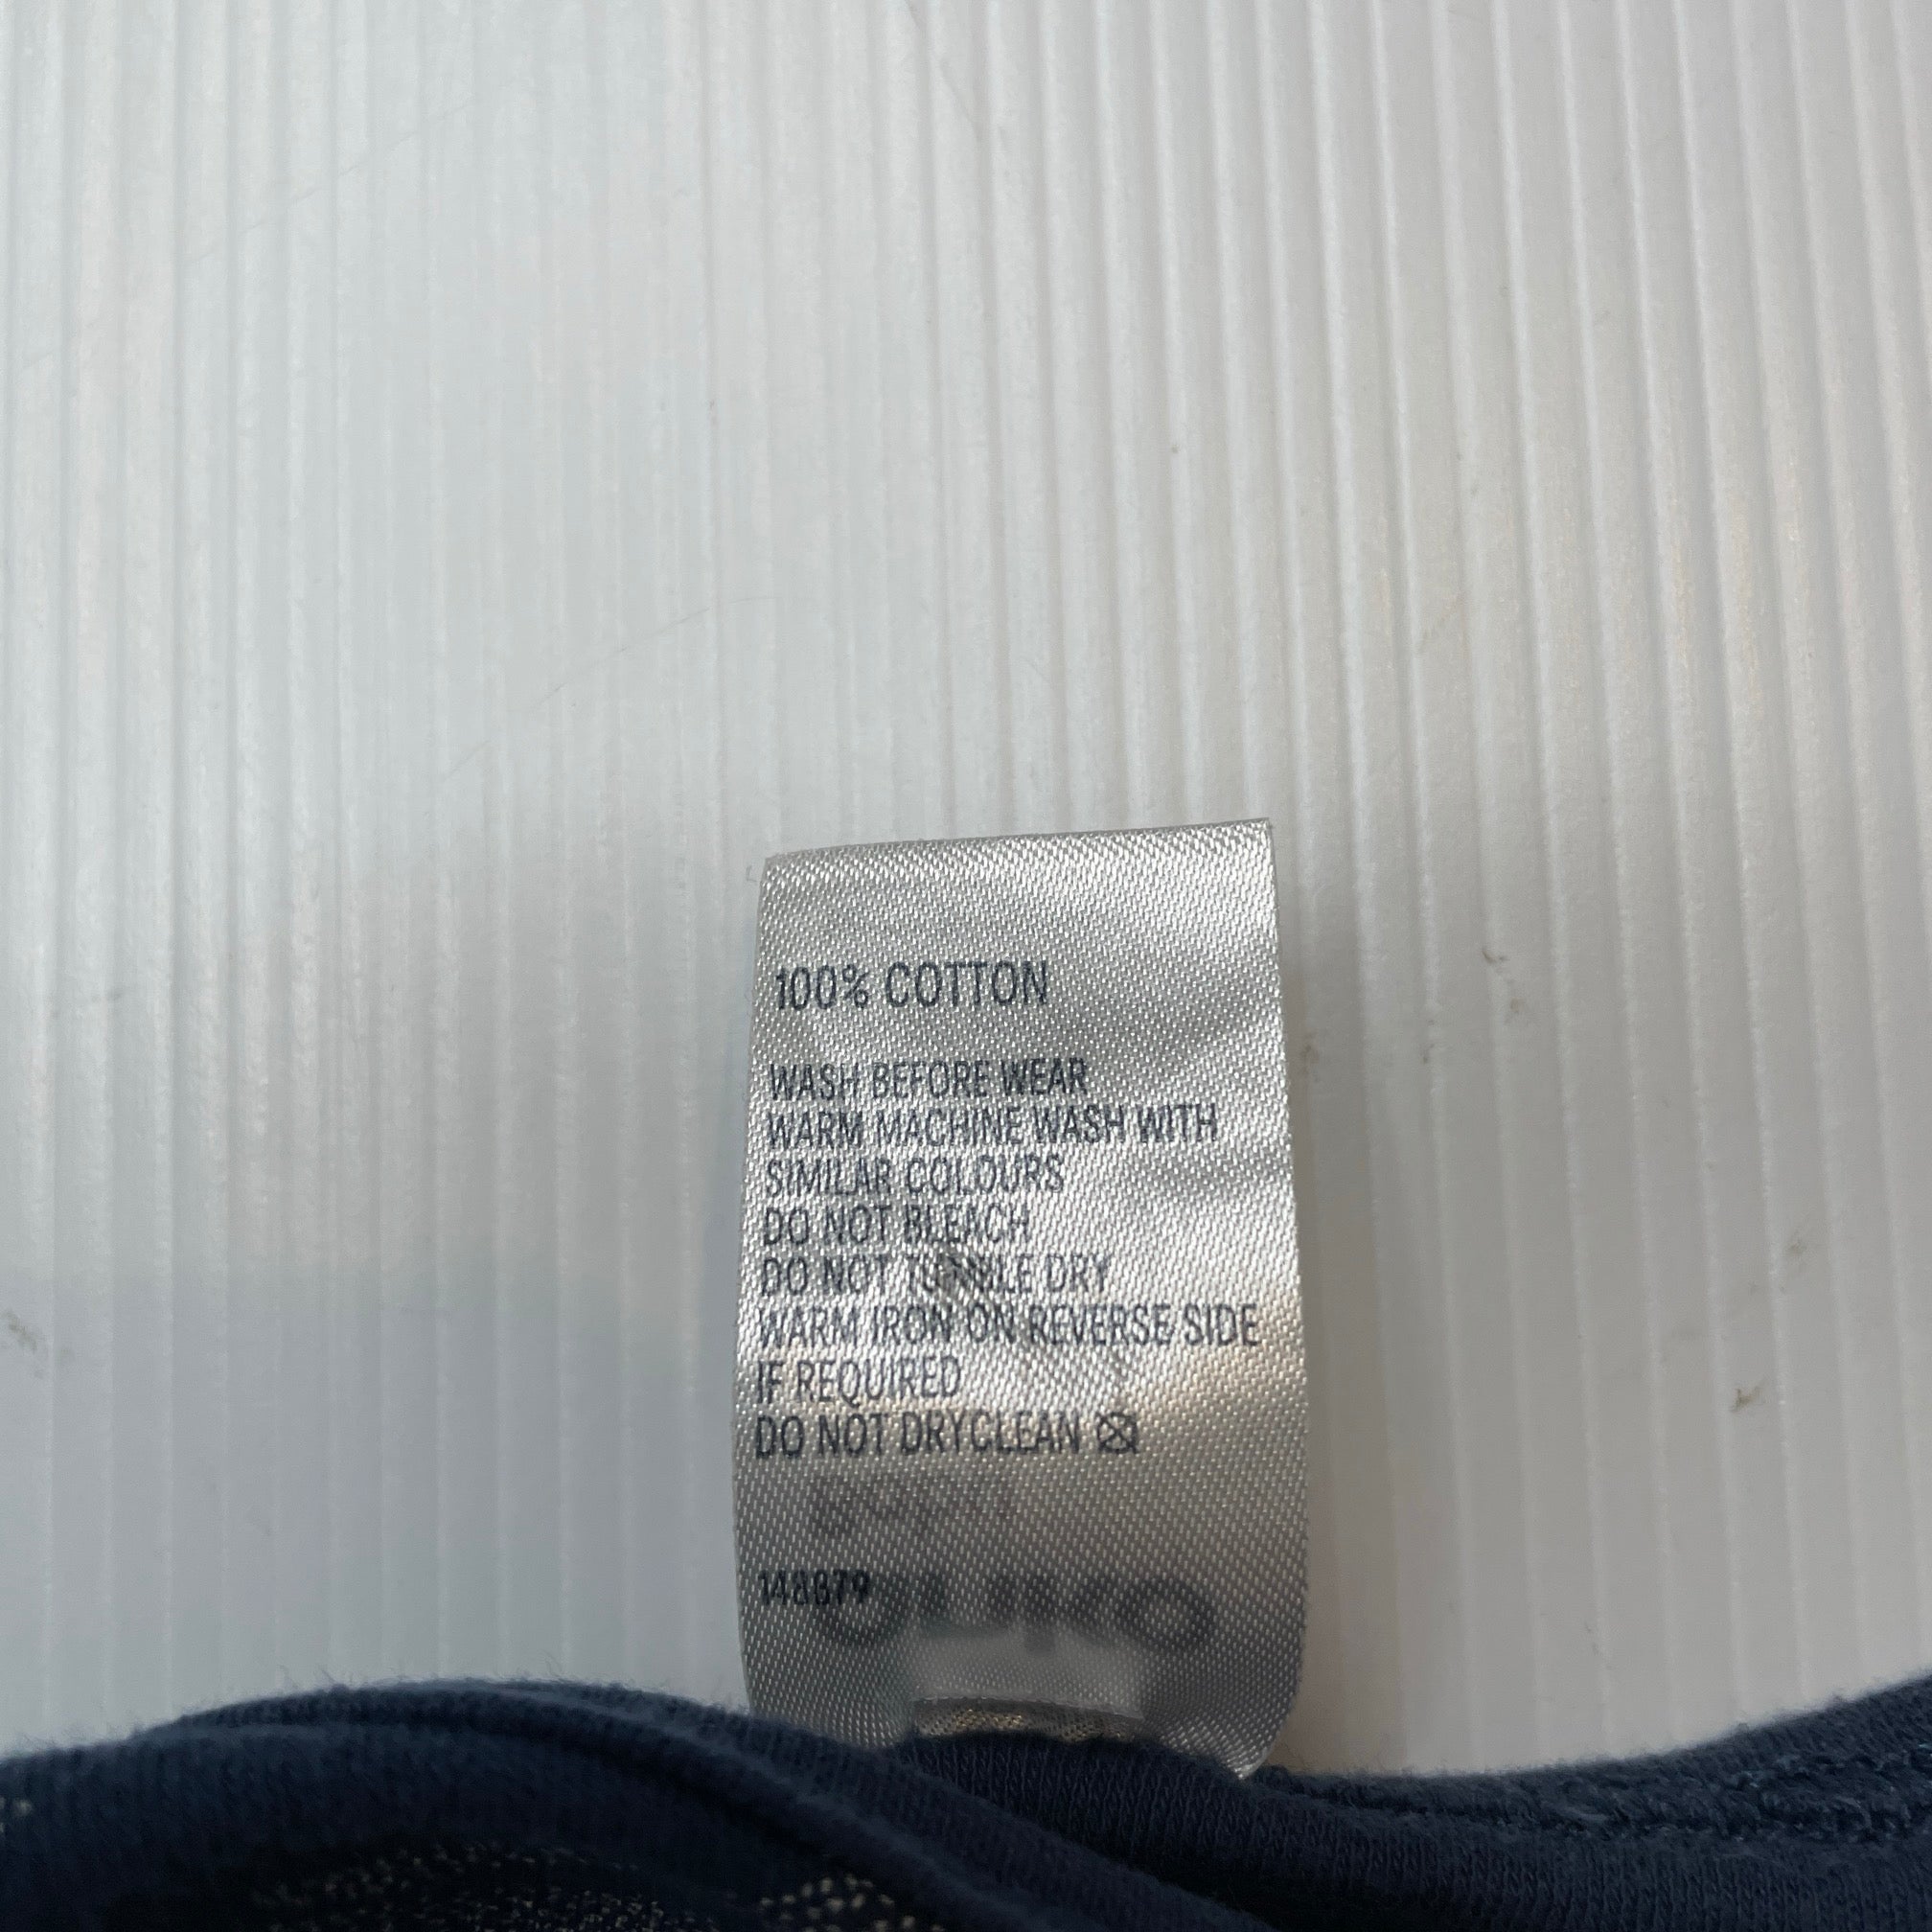 100% COTTON
WASH BEFORE WEAR
WARM MACHINE WASH WITH
SIMILAR COLOURS
DO NOT BLEACH
DO NOT TUMBLE DRY
WARM IRON ON REVERSE SIDE
IF REQUIRED
DO NOT DRYCLEAN
148879